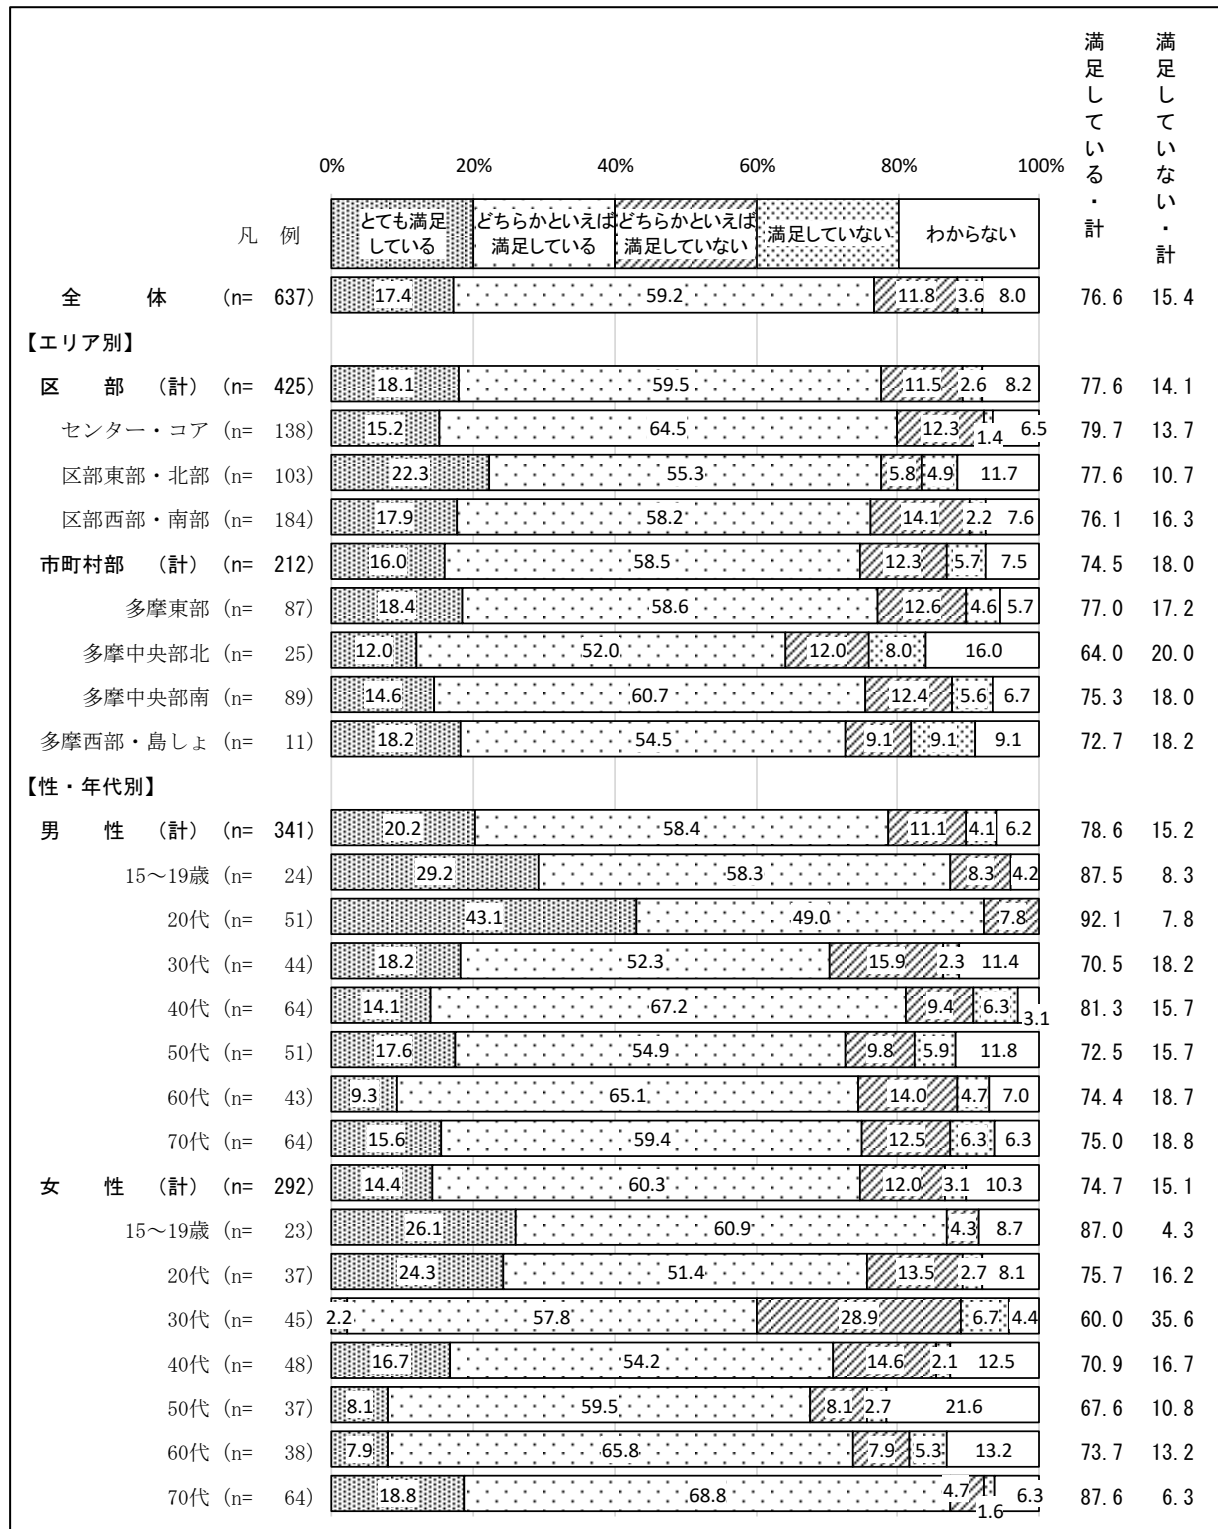 満足している・計
満足していない・計
0% 20% 40% 60% 80% 100%
凡 例 とても満足している どちらかといえば満足している どちらかといえば満足していない 満足していない わからない
全 体 (n= 637) 17.4 59.2 11.8 3.6 8.0 76.6 15.4
【エリア別】
区 部 (計) (n= 425) 18.1 59.5 11.5 2.6 8.2 77.6 14.1
センター・コア (n= 138) 15.2 64.5 12.3 1.4 6.5 79.7 13.7
区部東部・北部 (n= 103) 22.3 55.3 5.8 4.9 11.7 77.6 10.7
区部西部・南部 (n= 184) 17.9 58.2 14.1 2.2 7.6 76.1 16.3
市町村部 (計) (n= 212) 16.0 58.5 12.3 5.7 7.5 74.5 18.0
多摩東部 (n= 87) 18.4 58.6 12.6 4.6 5.7 77.0 17.2
多摩中央部北 (n= 25) 12.0 52.0 12.0 8.0 16.0 64.0 20.0
多摩中央部南 (n= 89) 14.6 60.7 12.4 5.6 6.7 75.3 18.0
多摩西部・島しょ (n= 11) 18.2 54.5 9.1 9.1 9.1 72.7 18.2
【性・年代別】
男 性 (計) (n= 341) 20.2 58.4 11.1 4.1 6.2 78.6 15.2
15～19歳 (n= 24) 29.2 58.3 8.3 4.2 87.5 8.3
20代 (n= 51) 43.1 49.0 7.8 92.1 7.8
30代 (n= 44) 18.2 52.3 15.9 2.3 11.4 70.5 18.2
40代 (n= 64) 14.1 67.2 9.4 6.3 3.1 81.3 15.7
50代 (n= 51) 17.6 54.9 9.8 5.9 11.8 72.5 15.7
60代 (n= 43) 9.3 65.1 14.0 4.7 7.0 74.4 18.7
70代 (n= 64) 15.6 59.4 12.5 6.3 6.3 75.0 18.8
女 性 (計) (n= 292) 14.4 60.3 12.0 3.1 10.3 74.7 15.1
15～19歳 (n= 23) 26.1 60.9 4.3 8.7 87.0 4.3
20代 (n= 37) 24.3 51.4 13.5 2.7 8.1 75.7 16.2
30代 (n= 45) 2.2 57.8 28.9 6.7 4.4 60.0 35.6
40代 (n= 48) 16.7 54.2 14.6 2.1 12.5 70.9 16.7
50代 (n= 37) 8.1 59.5 8.1 2.7 21.6 67.6 10.8
60代 (n= 38) 7.9 65.8 7.9 5.3 13.2 73.7 13.2
70代 (n= 64) 18.8 68.8 4.7 1.6 6.3 87.6 6.3